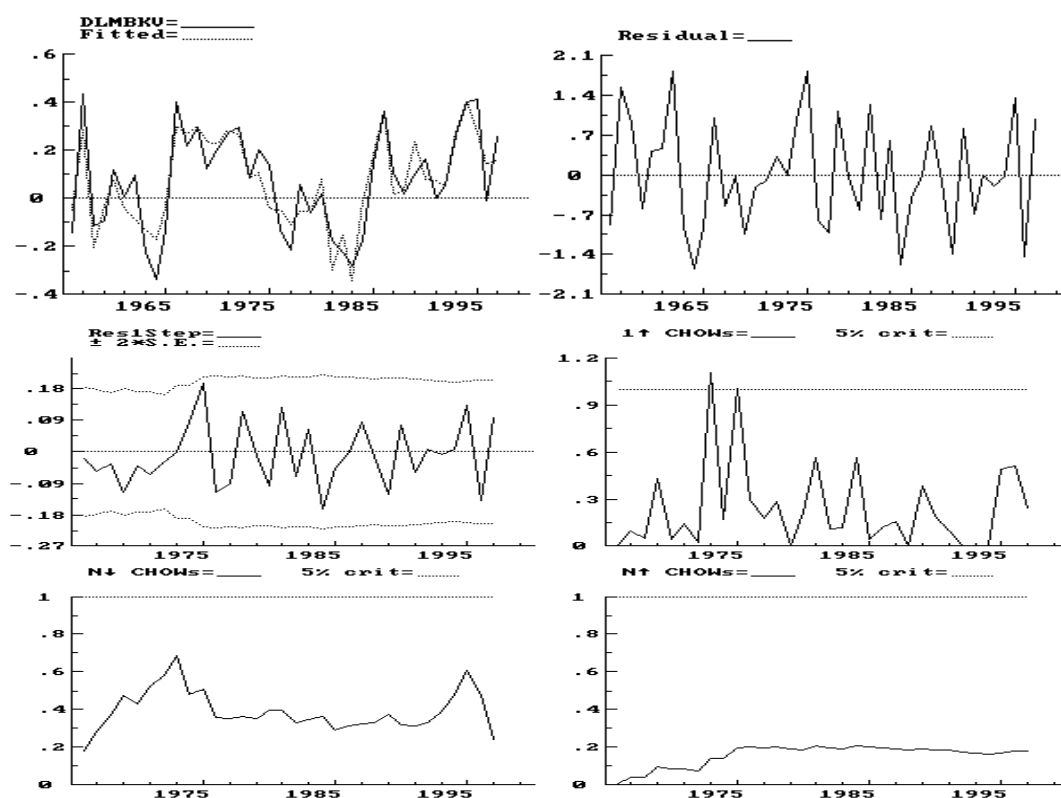 DLMBKV=
Fitted=
.6
.4
.2
0
-.2
-.4
1965 1975 1985 1995
Residual=
2.1
1.4
.7
0
-.7
-1.4
-2.1
1965 1975 1985 1995
Res1Step=
± 2*S.E.=
.18
.09
0
-.09
-.18
-.27
1975 1985 1995
1↑ CHOWs= 5% crit=
1.2
.9
.6
.3
0
1975 1985 1995
N↓ CHOWs= 5% crit=
1
.8
.6
.4
.2
0
1975 1985 1995
N↑ CHOWs= 5% crit=
1
.8
.6
.4
.2
0
1975 1985 1995